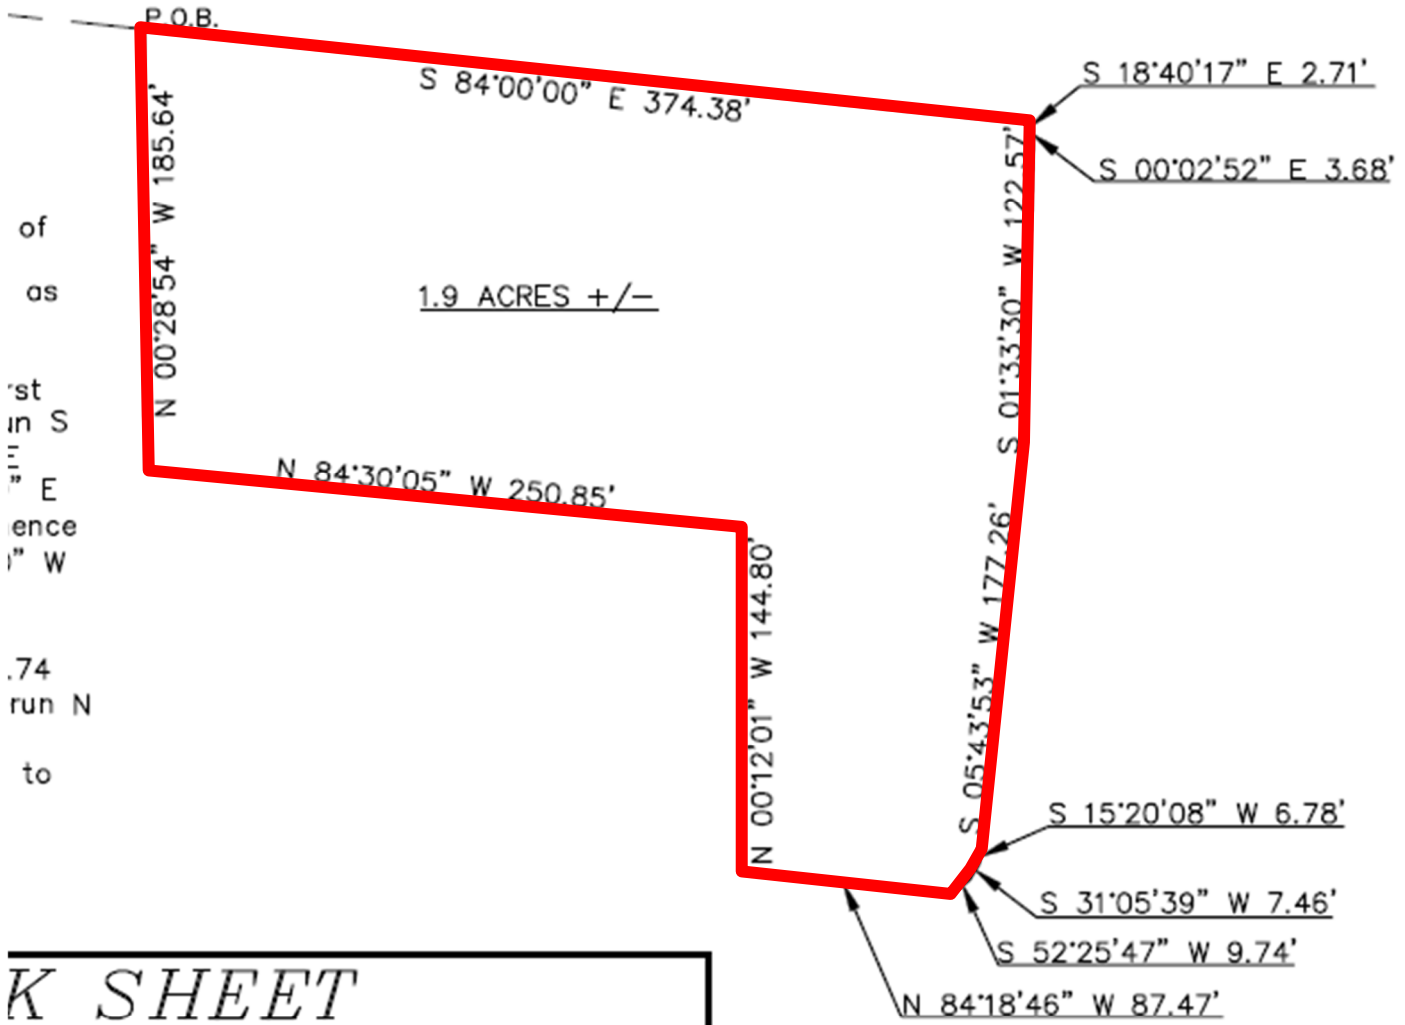 P.O.B.
S 84°00'00" E 374.38'
S 18°40'17" E 2.71'
S 00°02'52" E 3.68'
N 00°28'54" W 185.64'
S 01°33'30" W 122.57'
of
as
1.9 ACRES +/−
rst
un S
" E
ence
" W
N 84°30'05" W 250.85'
N 00°12'01" W 144.80'
S 05°43'53" W 177.26'
.74
run N
to
S 15°20'08" W 6.78'
S 31°05'39" W 7.46'
S 52°25'47" W 9.74'
N 84°18'46" W 87.47'
K SHEET